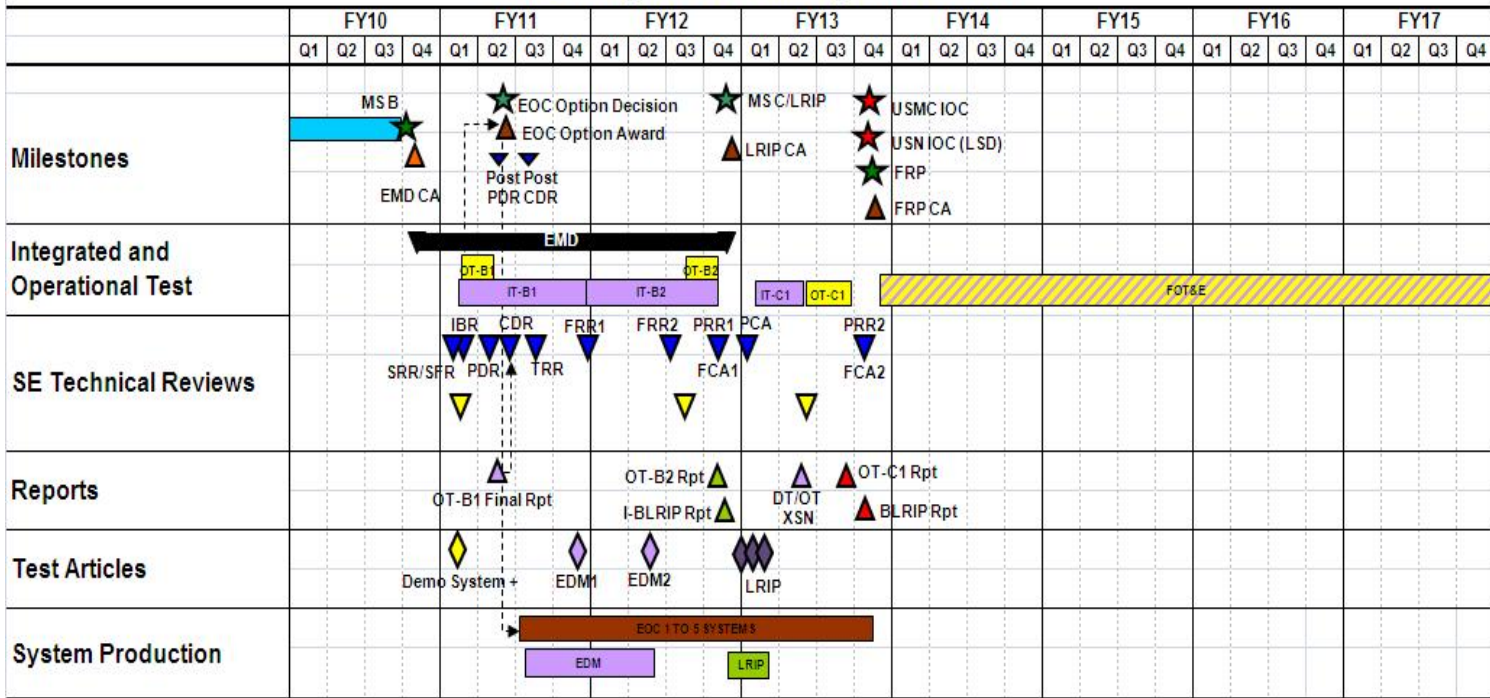 FY10 FY11 FY12 FY13 FY14 FY15 FY16 FY17
Q1 Q2 Q3 Q4 Q1 Q2 Q3 Q4 Q1 Q2 Q3 Q4 Q1 Q2 Q3 Q4 Q1 Q2 Q3 Q4 Q1 Q2 Q3 Q4 Q1 Q2 Q3 Q4 Q1 Q2 Q3 Q4
Milestones
MS B
EOC Option Decision
MS C/LRIP
USMC IOC
EOC Option Award
USN IOC (LSD)
LRIP CA
Post Post
PDR CDR
FRP
EMD CA
FRP CA
Integrated and
Operational Test
EMD
OT-B1
OT-B2
IT-B1
IT-B2
IT-C1
OT-C1
FOT&E
SE Technical Reviews
IBR CDR FRR1 FRR2 PRR1 PCA PRR2
SRR/SFR PDR TRR FCA1 FCA2
Reports
OT-B1 Final Rpt
OT-B2 Rpt
I-BLRIP Rpt
DT/OT
XSN
OT-C1 Rpt
BLRIP Rpt
Test Articles
Demo System +
EDM1
EDM2
LRIP
System Production
EOC 1 TO 5 SYSTEMS
EDM
LRIP